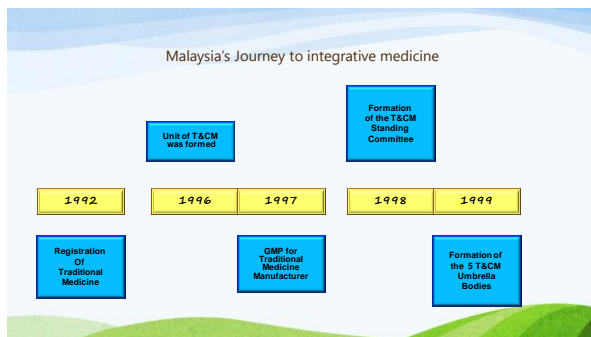 Malaysia's Journey to integrative medicine
Formation
of the T&CM
Standing
Committee
Unit of T&CM
was formed
1992
1996
1997
1998
1999
Registration
Of
Traditional
Medicine
GMP for
Traditional
Medicine
Manufacturer
Formation of
the 5 T&CM
Umbrella
Bodies